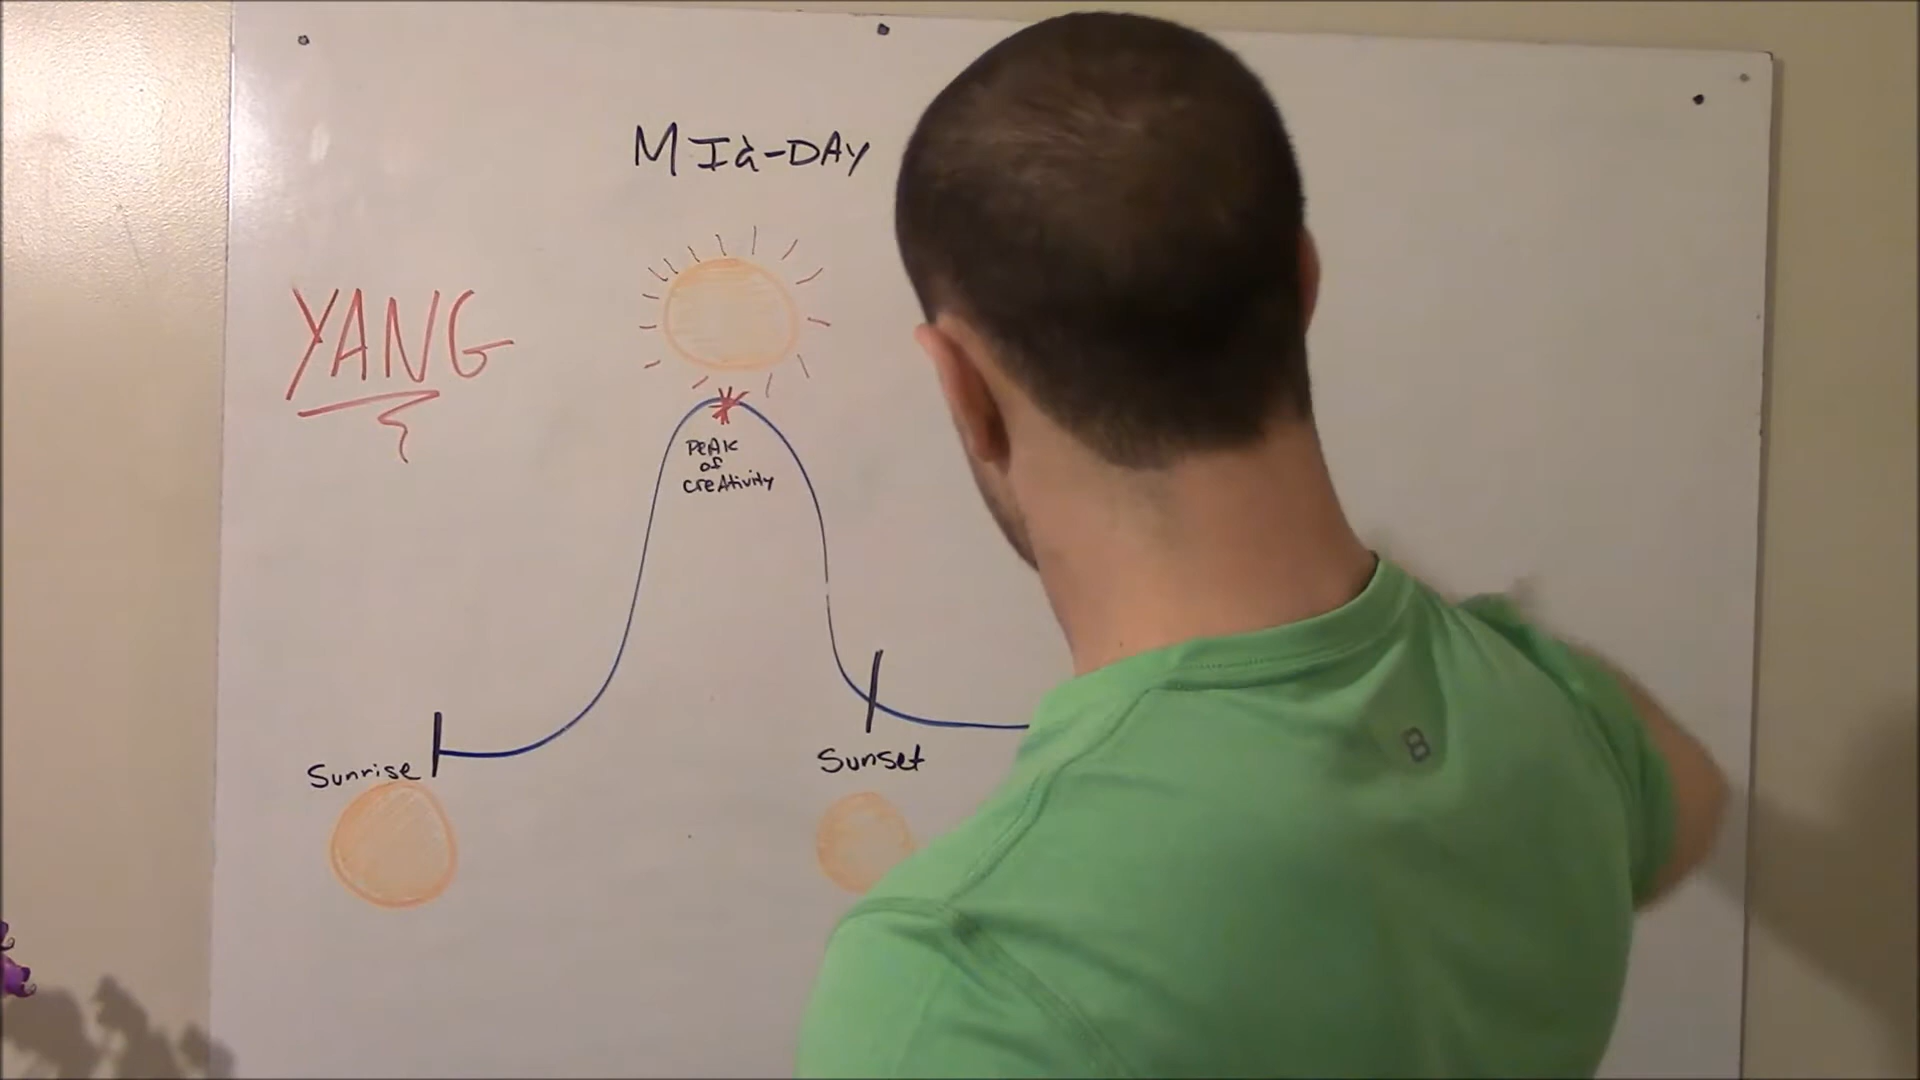 MId-DAY
YANG
PeAK
of
creAtivity
Sunrise
Sunset